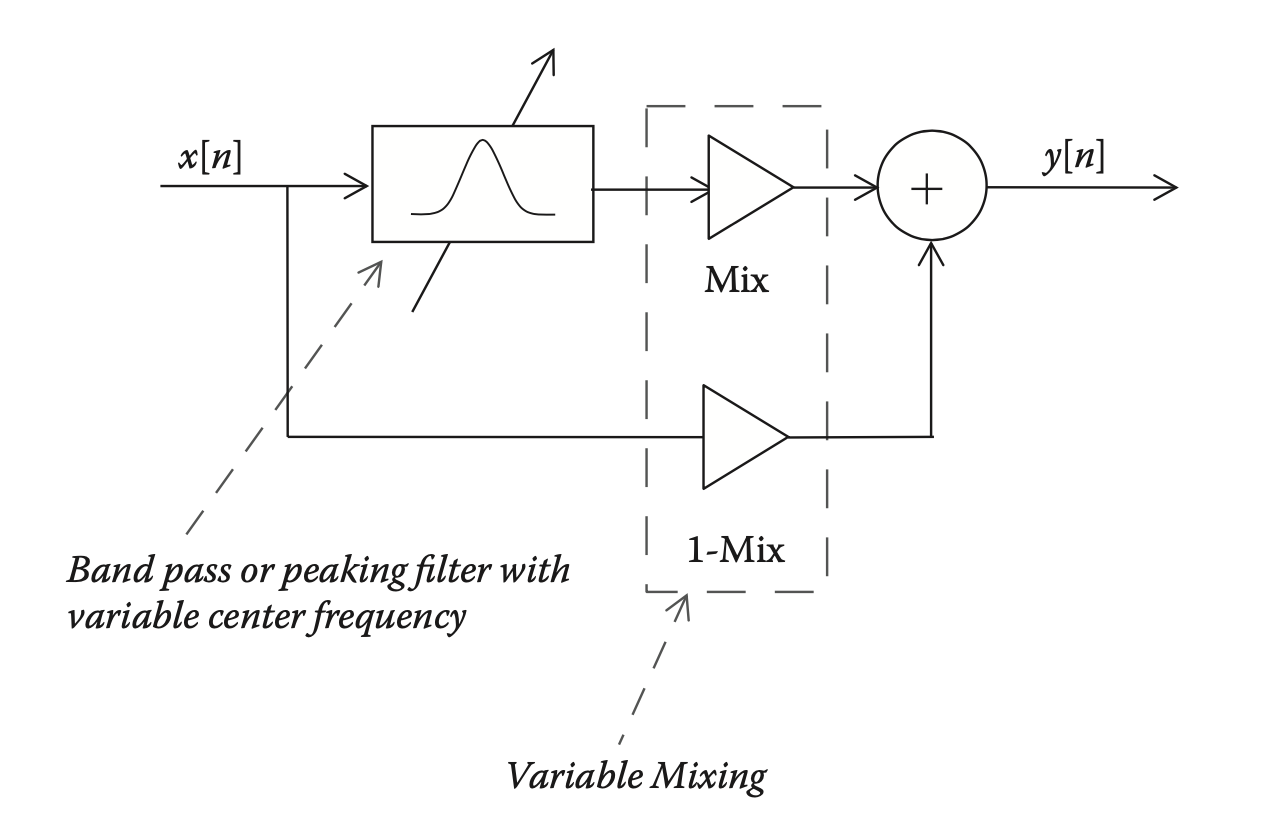 x[n]
y[n]
+
Mix
1-Mix
Band pass or peaking filter with
variable center frequency
Variable Mixing